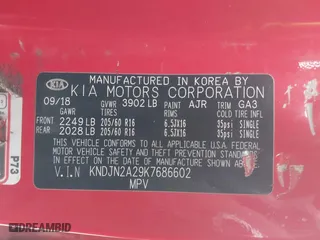 MANUFACTURED IN KOREA BY
KIA KIA MOTORS CORPORATION
09/18 GVWR 3902 LB PAINT AJR TRIM GA3
GAWR TIRES RIMS COLD TIRE INFL
FRONT 2249 LB 205/60 R16 6.5JX16 35psi SINGLE
REAR 2028 LB 205/60 R16 6.5JX16 35psi SINGLE
THIS VEHICLE CONFORMS TO ALL APPLICABLE
FEDERAL MOTOR VEHICLE SAFETY, BUMPER, AND
THEFT PREVENTION STANDARDS IN EFFECT ON
THE DATE OF MANUFACTURE SHOWN ABOVE.
V.I.N KNDJN2A29K7686602
MPV
P73
DREAMBID